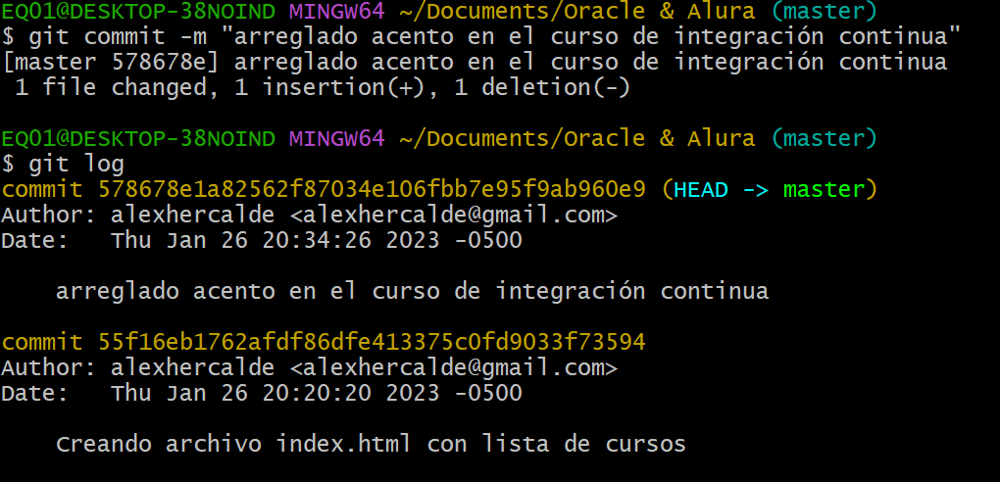 EQ01@DESKTOP-38NOIND MINGW64 ~/Documents/Oracle & Alura (master)
$ git commit -m "arreglado acento en el curso de integración continua"
[master 578678e] arreglado acento en el curso de integración continua
 1 file changed, 1 insertion(+), 1 deletion(-)
EQ01@DESKTOP-38NOIND MINGW64 ~/Documents/Oracle & Alura (master)
$ git log
commit 578678e1a82562f87034e106fbb7e95f9ab960e9 (HEAD -> master)
Author: alexhercalde <alexhercalde@gmail.com>
Date:   Thu Jan 26 20:34:26 2023 -0500
    arreglado acento en el curso de integración continua
commit 55f16eb1762afdf86dfe413375c0fd9033f73594
Author: alexhercalde <alexhercalde@gmail.com>
Date:   Thu Jan 26 20:20:20 2023 -0500
    Creando archivo index.html con lista de cursos